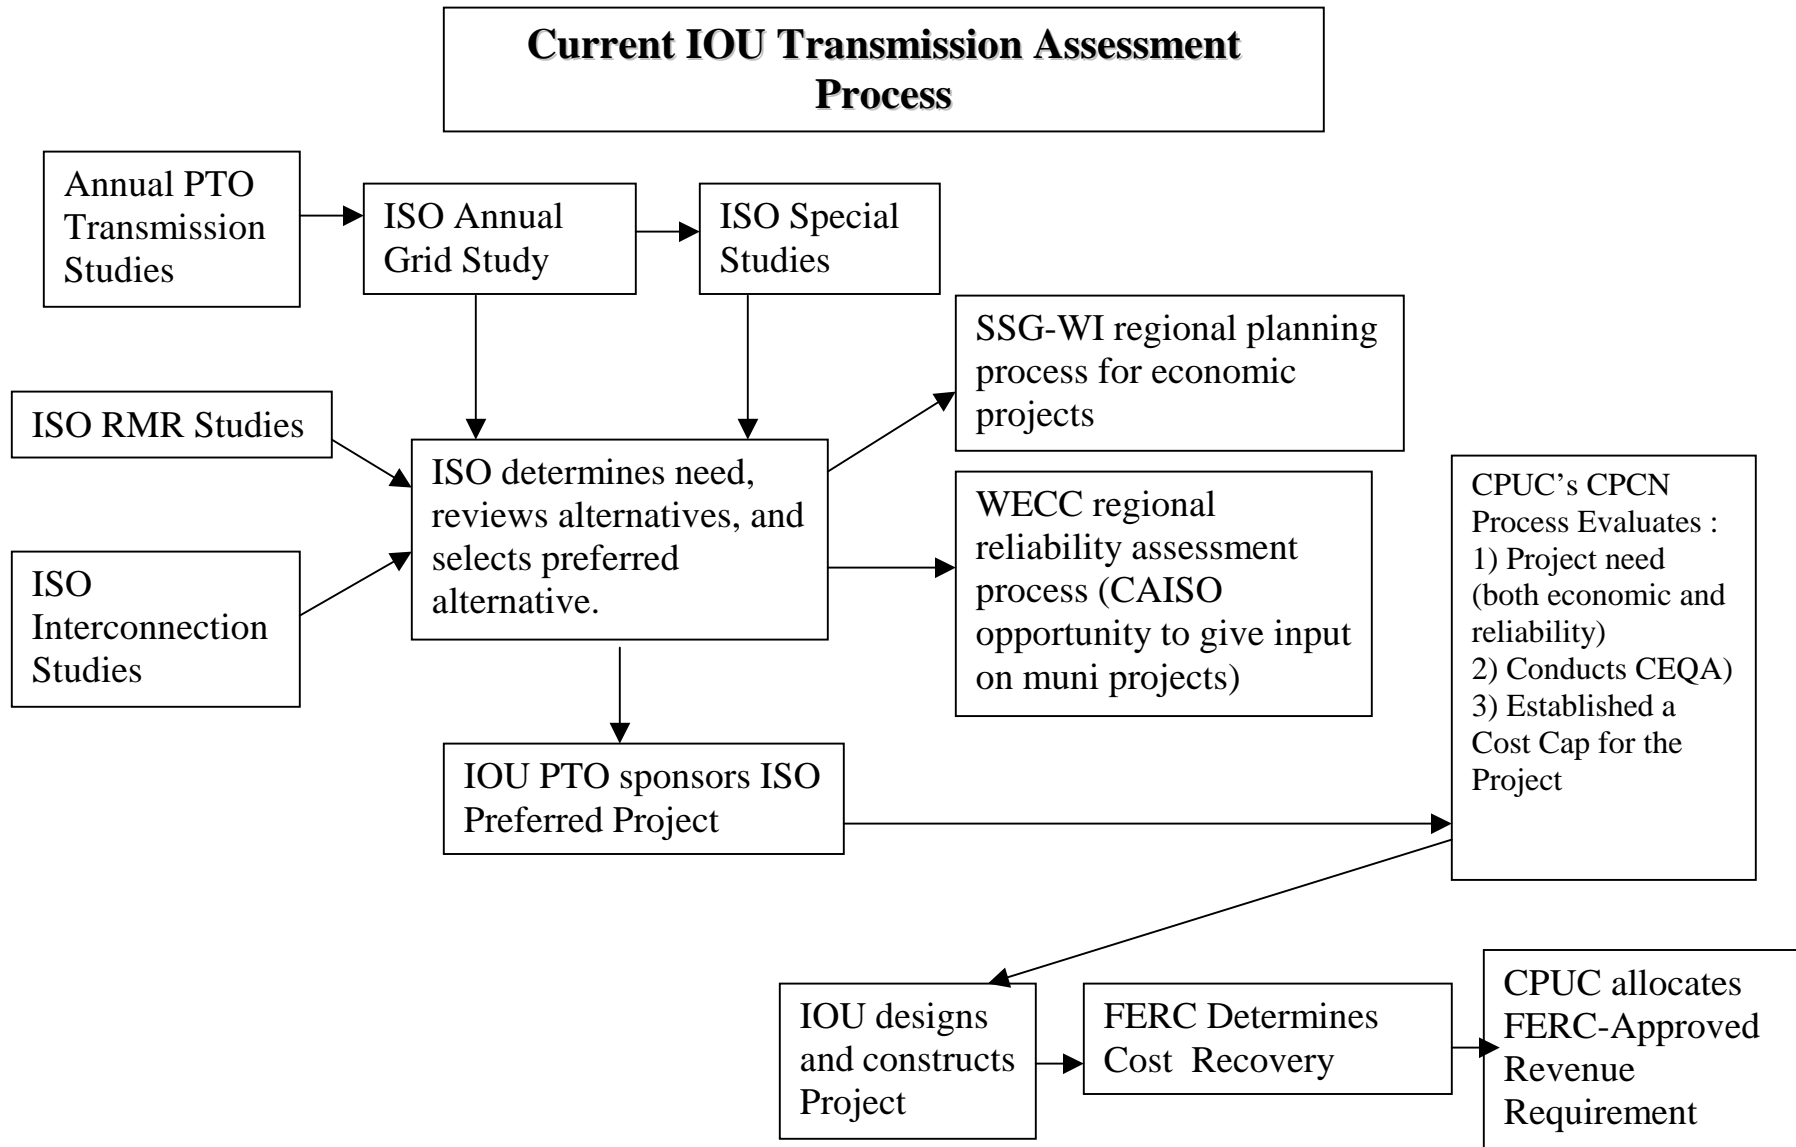 Current IOU Transmission Assessment
Process
Annual PTO
Transmission
Studies
ISO Annual
Grid Study
ISO Special
Studies
SSG-WI regional planning
process for economic
projects
ISO RMR Studies
ISO determines need,
reviews alternatives, and
selects preferred
alternative.
WECC regional
reliability assessment
process (CAISO
opportunity to give input
on muni projects)
CPUC’s CPCN
Process Evaluates :
1) Project need
(both economic and
reliability)
2) Conducts CEQA)
3) Established a
Cost Cap for the
Project
ISO
Interconnection
Studies
IOU PTO sponsors ISO
Preferred Project
IOU designs
and constructs
Project
FERC Determines
Cost  Recovery
CPUC allocates
FERC-Approved
Revenue
Requirement